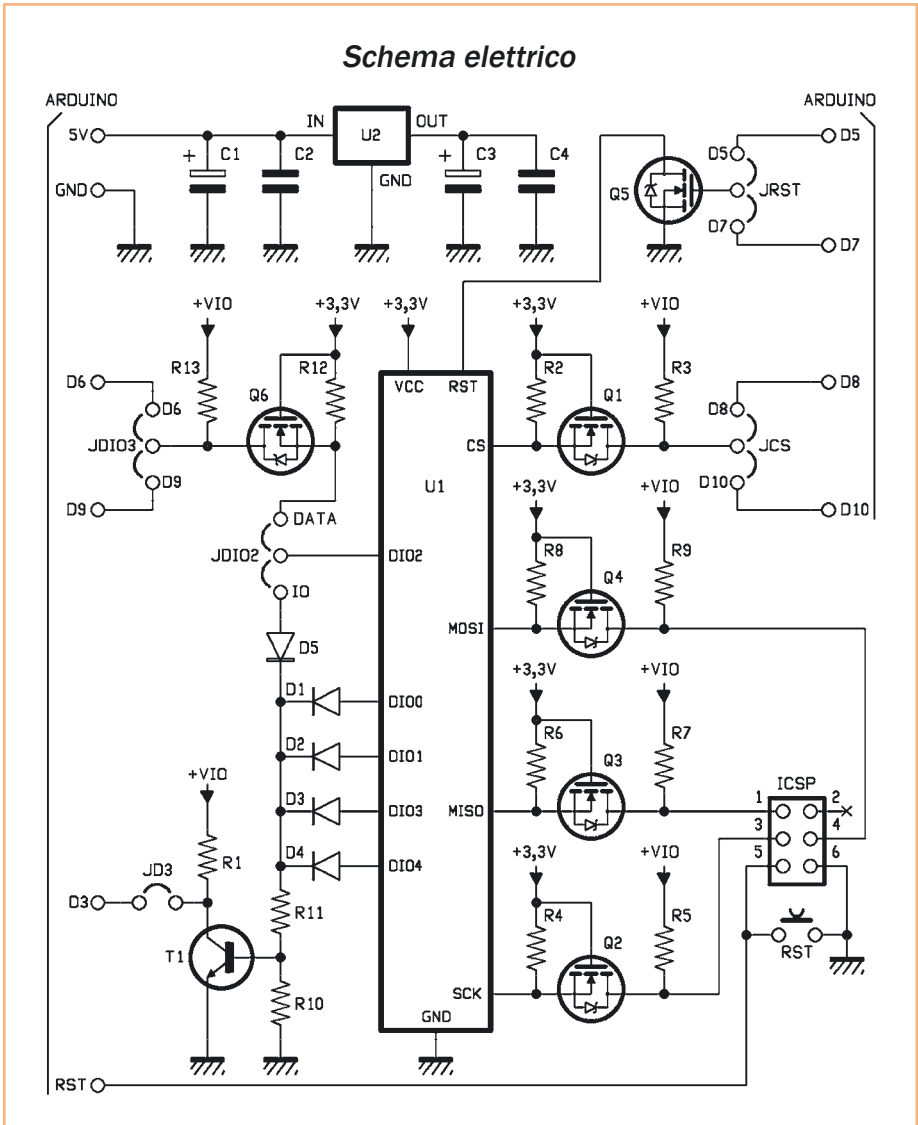 Schema elettrico
ARDUINO
ARDUINO
5V
IN
U2
OUT
GND
+
C1
C2
+
C3
C4
GND
Q5
D5
JRST
D7
D5
D7
+VIO
+3,3V
+3,3V
+3,3V
+VIO
R13
R12
VCC
RST
R2
R3
D6
D6
Q6
Q1
D8
D8
JDIO3
CS
JCS
D9
D9
U1
D10
D10
DATA
+3,3V
+VIO
JDIO2
DIO2
R8
R9
IO
Q4
MOSI
D5
D1
DIO0
+3,3V
+VIO
D2
DIO1
R6
R7
Q3
+VIO
D3
DIO3
MISO
ICSP
1
2
3
4
5
6
D4
DIO4
+3,3V
+VIO
R1
JD3
D3
R11
R4
R5
RST
T1
Q2
R10
SCK
GND
RST